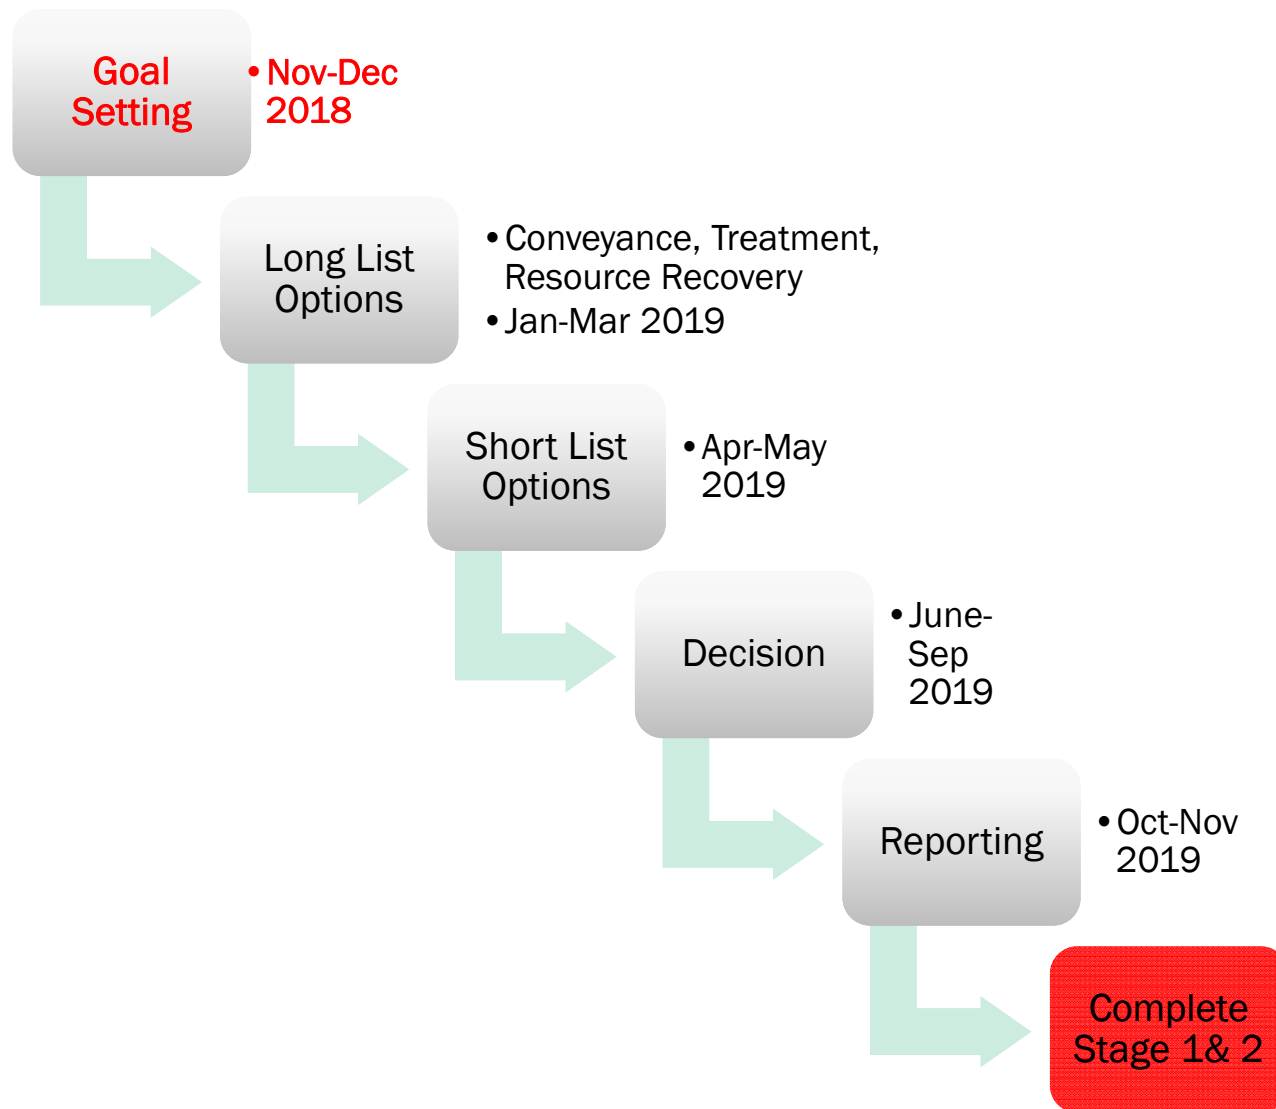 Goal
Setting
• Nov-Dec
2018
Long List
Options
• Conveyance, Treatment,
Resource Recovery
• Jan-Mar 2019
Short List
Options
• Apr-May
2019
Decision
• June-
Sep
2019
Reporting
• Oct-Nov
2019
Complete
Stage 1& 2